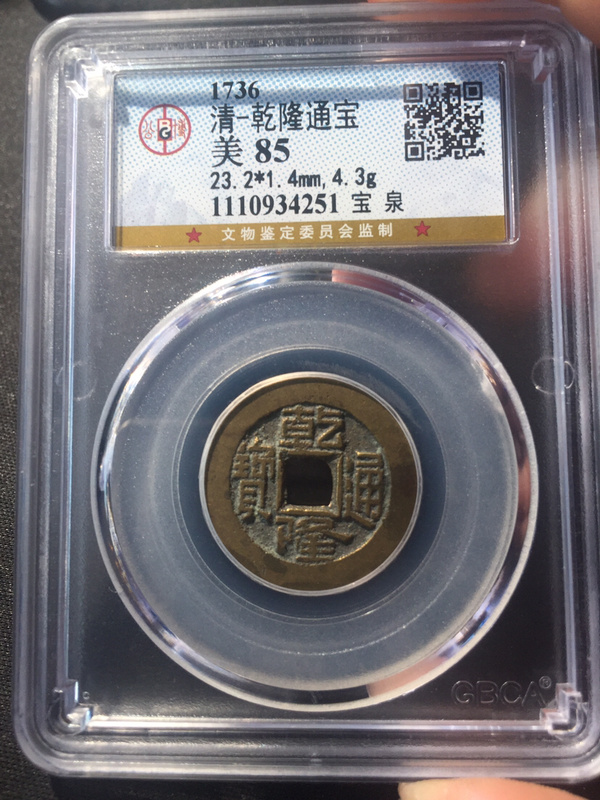 1736
清-乾隆通宝
美 85
23.2*1.4mm,4.3g
1110934251 宝 泉
文物鉴定委员会监制
乾
寶 通
隆
GBCA®